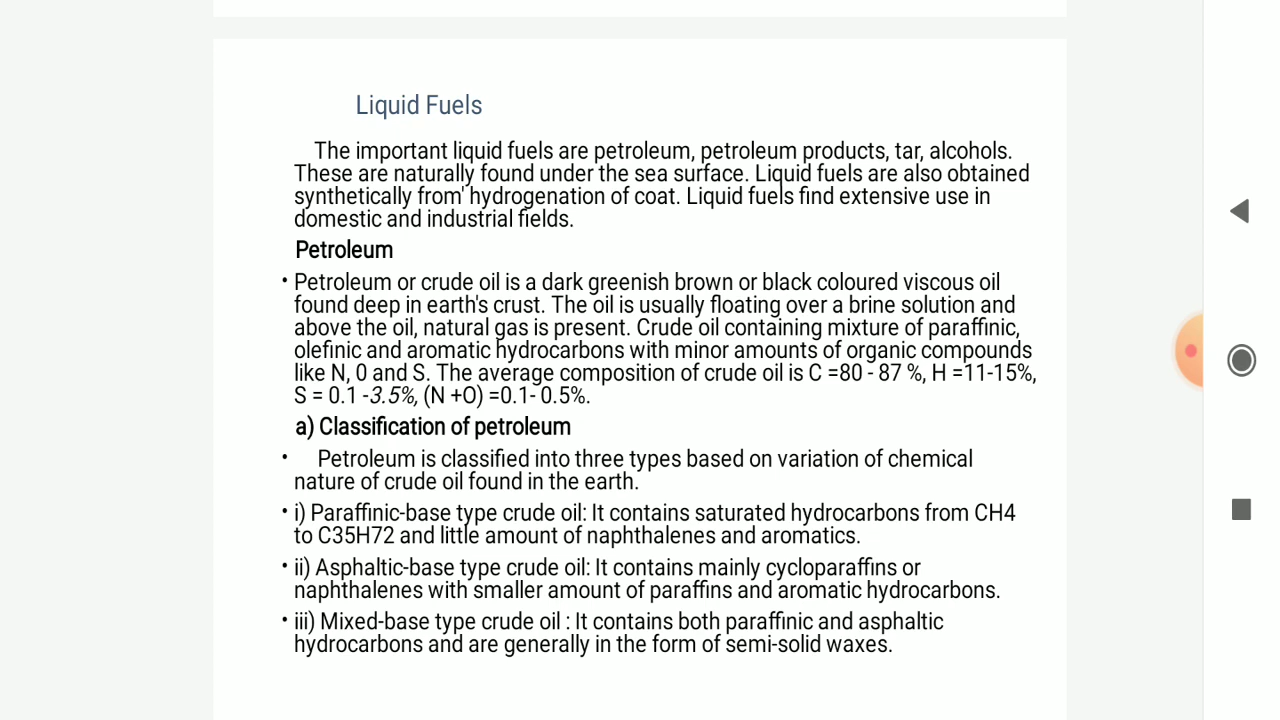 Liquid Fuels
The important liquid fuels are petroleum, petroleum products, tar, alcohols.
These are naturally found under the sea surface. Liquid fuels are also obtained
synthetically from' hydrogenation of coat. Liquid fuels find extensive use in
domestic and industrial fields.
Petroleum
• Petroleum or crude oil is a dark greenish brown or black coloured viscous oil
found deep in earth's crust. The oil is usually floating over a brine solution and
above the oil, natural gas is present. Crude oil containing mixture of paraffinic,
olefinic and aromatic hydrocarbons with minor amounts of organic compounds
like N, 0 and S. The average composition of crude oil is C =80 - 87 %, H =11-15%,
S = 0.1 -3.5%, (N +O) =0.1- 0.5%.
a) Classification of petroleum
• Petroleum is classified into three types based on variation of chemical
nature of crude oil found in the earth.
• i) Paraffinic-base type crude oil: It contains saturated hydrocarbons from CH4
to C35H72 and little amount of naphthalenes and aromatics.
• ii) Asphaltic-base type crude oil: It contains mainly cycloparaffins or
naphthalenes with smaller amount of paraffins and aromatic hydrocarbons.
• iii) Mixed-base type crude oil : It contains both paraffinic and asphaltic
hydrocarbons and are generally in the form of semi-solid waxes.